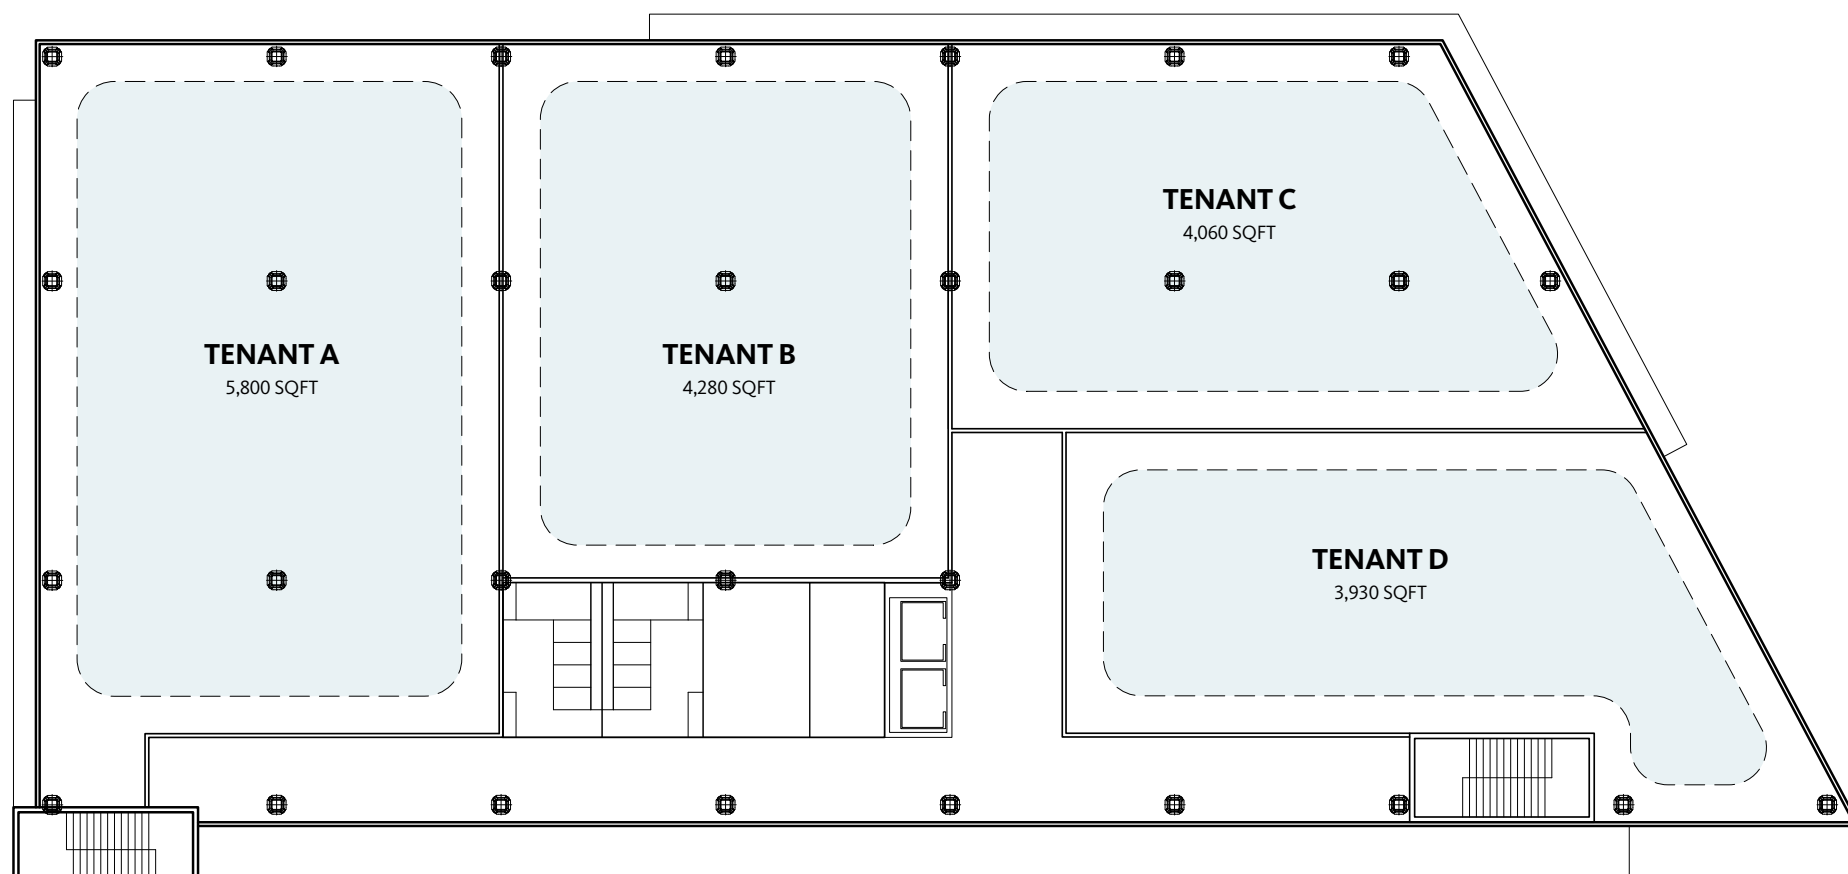 TENANT A
5,800 SQFT
TENANT B
4,280 SQFT
TENANT C
4,060 SQFT
TENANT D
3,930 SQFT